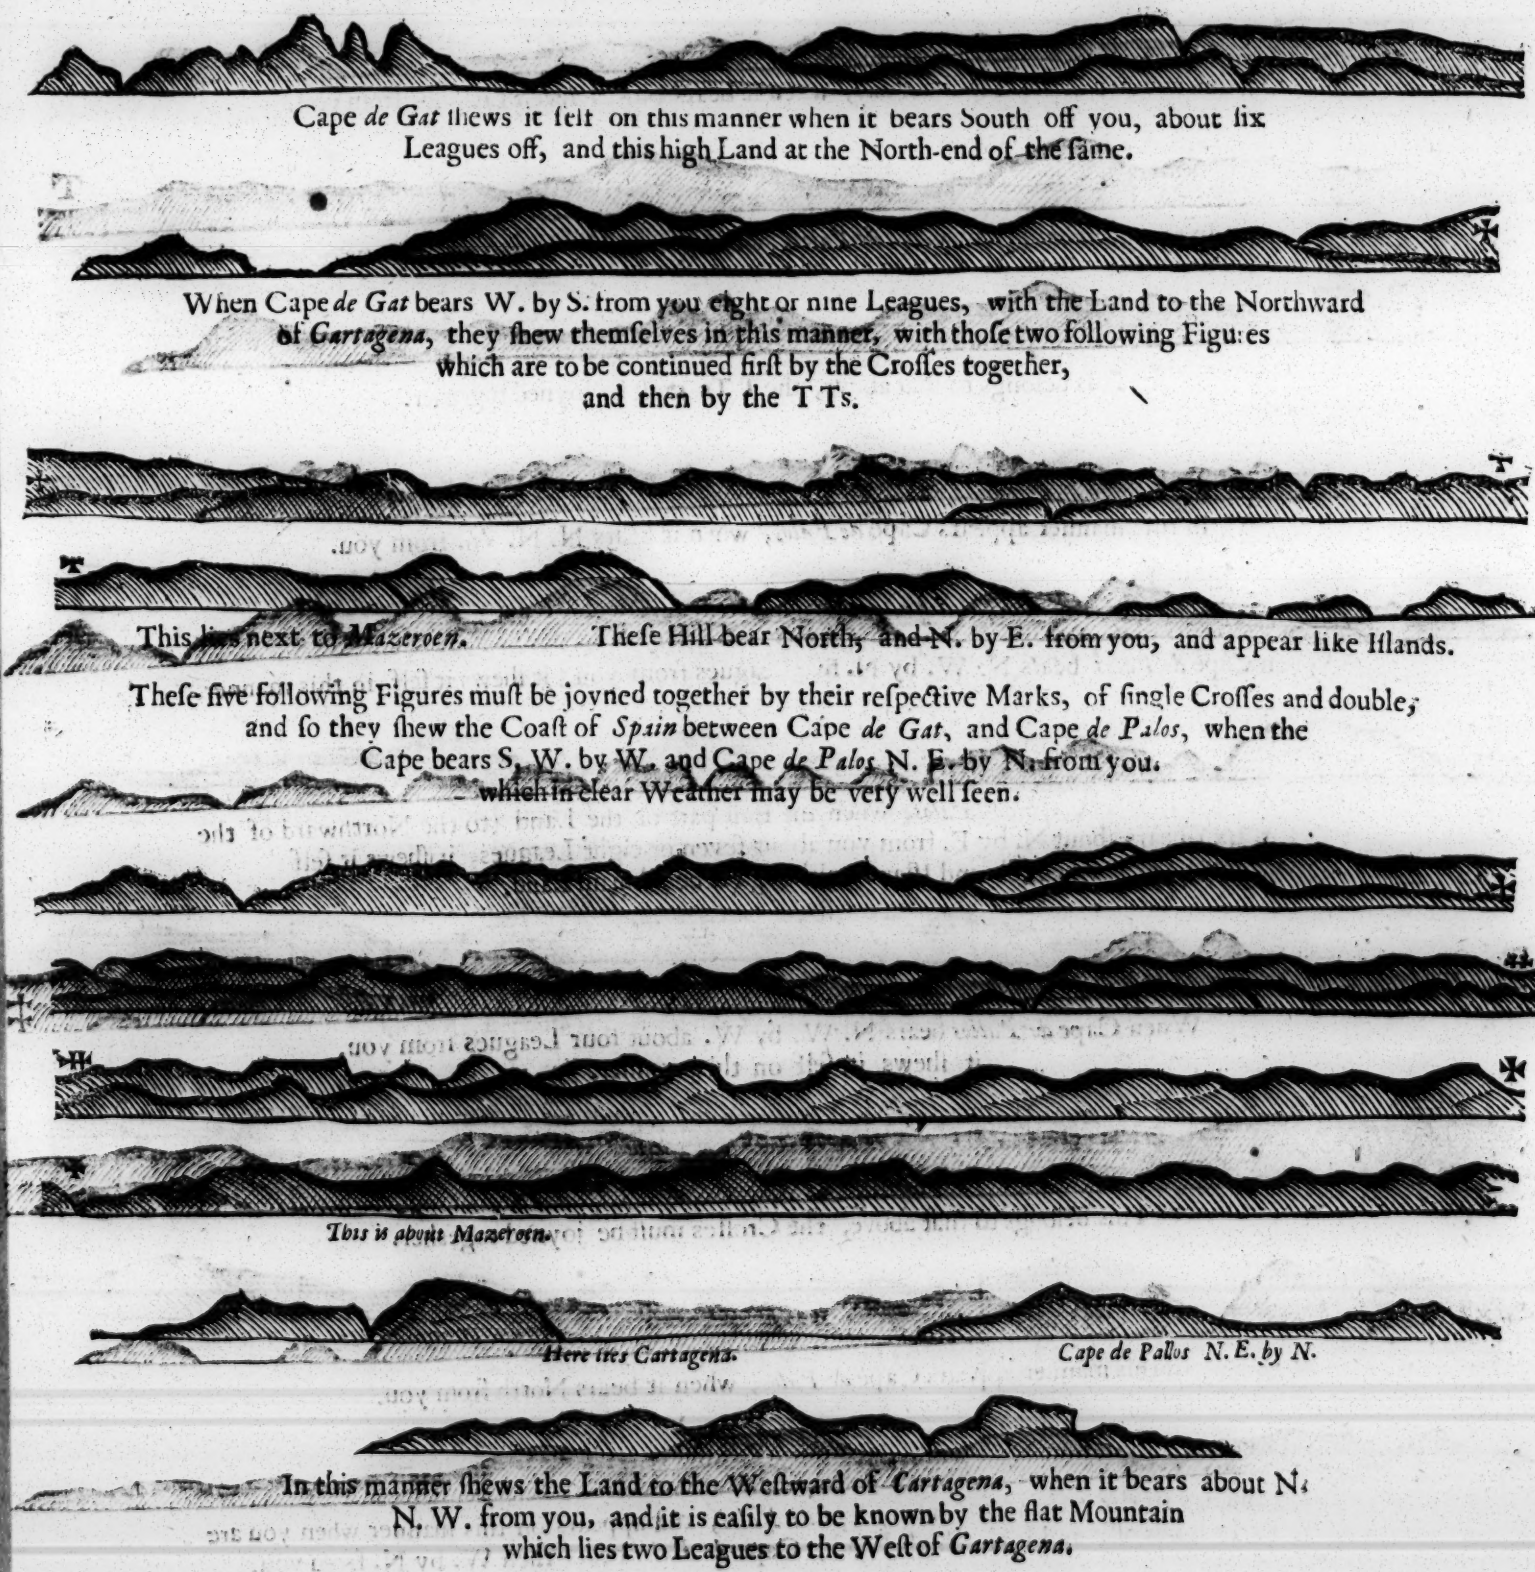 Cape de Gat ſhews it ſelf on this manner when it bears South off you, about ſix
Leagues off, and this high Land at the North-end of the ſame.
When Cape de Gat bears W. by S. from you eight or nine Leagues, with the Land to the Northward
of Cartagena, they ſhew themſelves in this manner, with thoſe two following Figures
which are to be continued firſt by the Croſſes together,
and then by the T Ts.
This lies next to Mazeroen. Theſe Hill bear North, and N. by E. from you, and appear like Iſlands.
Theſe five following Figures muſt be joyned together by their reſpective Marks, of ſingle Croſſes and double;
and ſo they ſhew the Coaſt of Spain between Cape de Gat, and Cape de Palos, when the
Cape bears S. W. by W. and Cape de Palos N. E. by N. from you.
which in clear Weather may be very well ſeen.
This is about Mazeroen.
Here lies Cartagena. Cape de Pallos N. E. by N.
In this manner ſhews the Land to the Weſtward of Cartagena, when it bears about N.
N. W. from you, and it is eaſily to be known by the flat Mountain
which lies two Leagues to the Weſt of Cartagena.